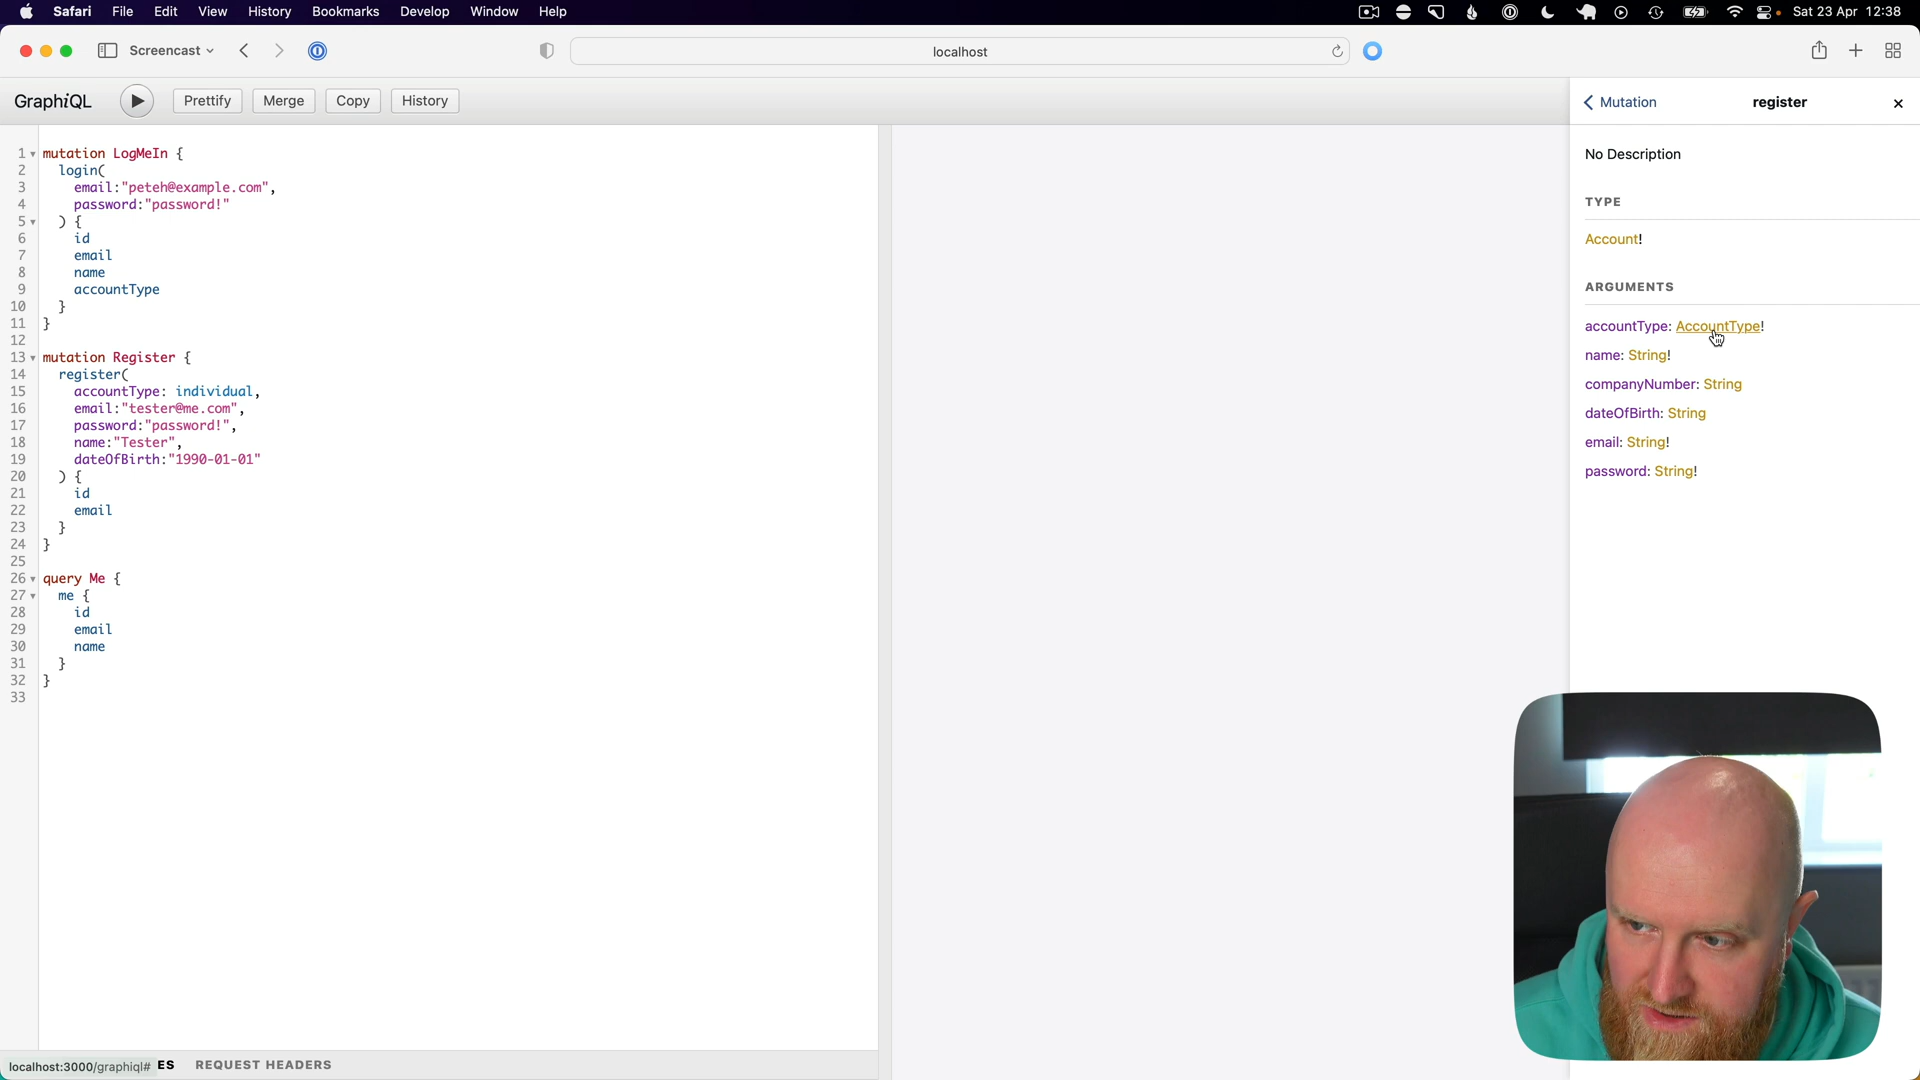 Safari File Edit View History Bookmarks Develop Window Help Sat 23 Apr 12:38
Screencast localhost
GraphiQL Prettify Merge Copy History
Mutation register
1 mutation LogMeIn {
2 login(
3 email:"peteh@example.com",
4 password:"password!"
5 ) {
6 id
7 email
8 name
9 accountType
10 }
11 }
12
13 mutation Register {
14 register(
15 accountType: individual,
16 email:"tester@me.com",
17 password:"password!",
18 name:"Tester",
19 dateOfBirth:"1990-01-01"
20 ) {
21 id
22 email
23 }
24 }
25
26 query Me {
27 me {
28 id
29 email
30 name
31 }
32 }
33
No Description
TYPE
Account!
ARGUMENTS
accountType: AccountType!
name: String!
companyNumber: String
dateOfBirth: String
email: String!
password: String!
localhost:3000/graphiql# ES REQUEST HEADERS